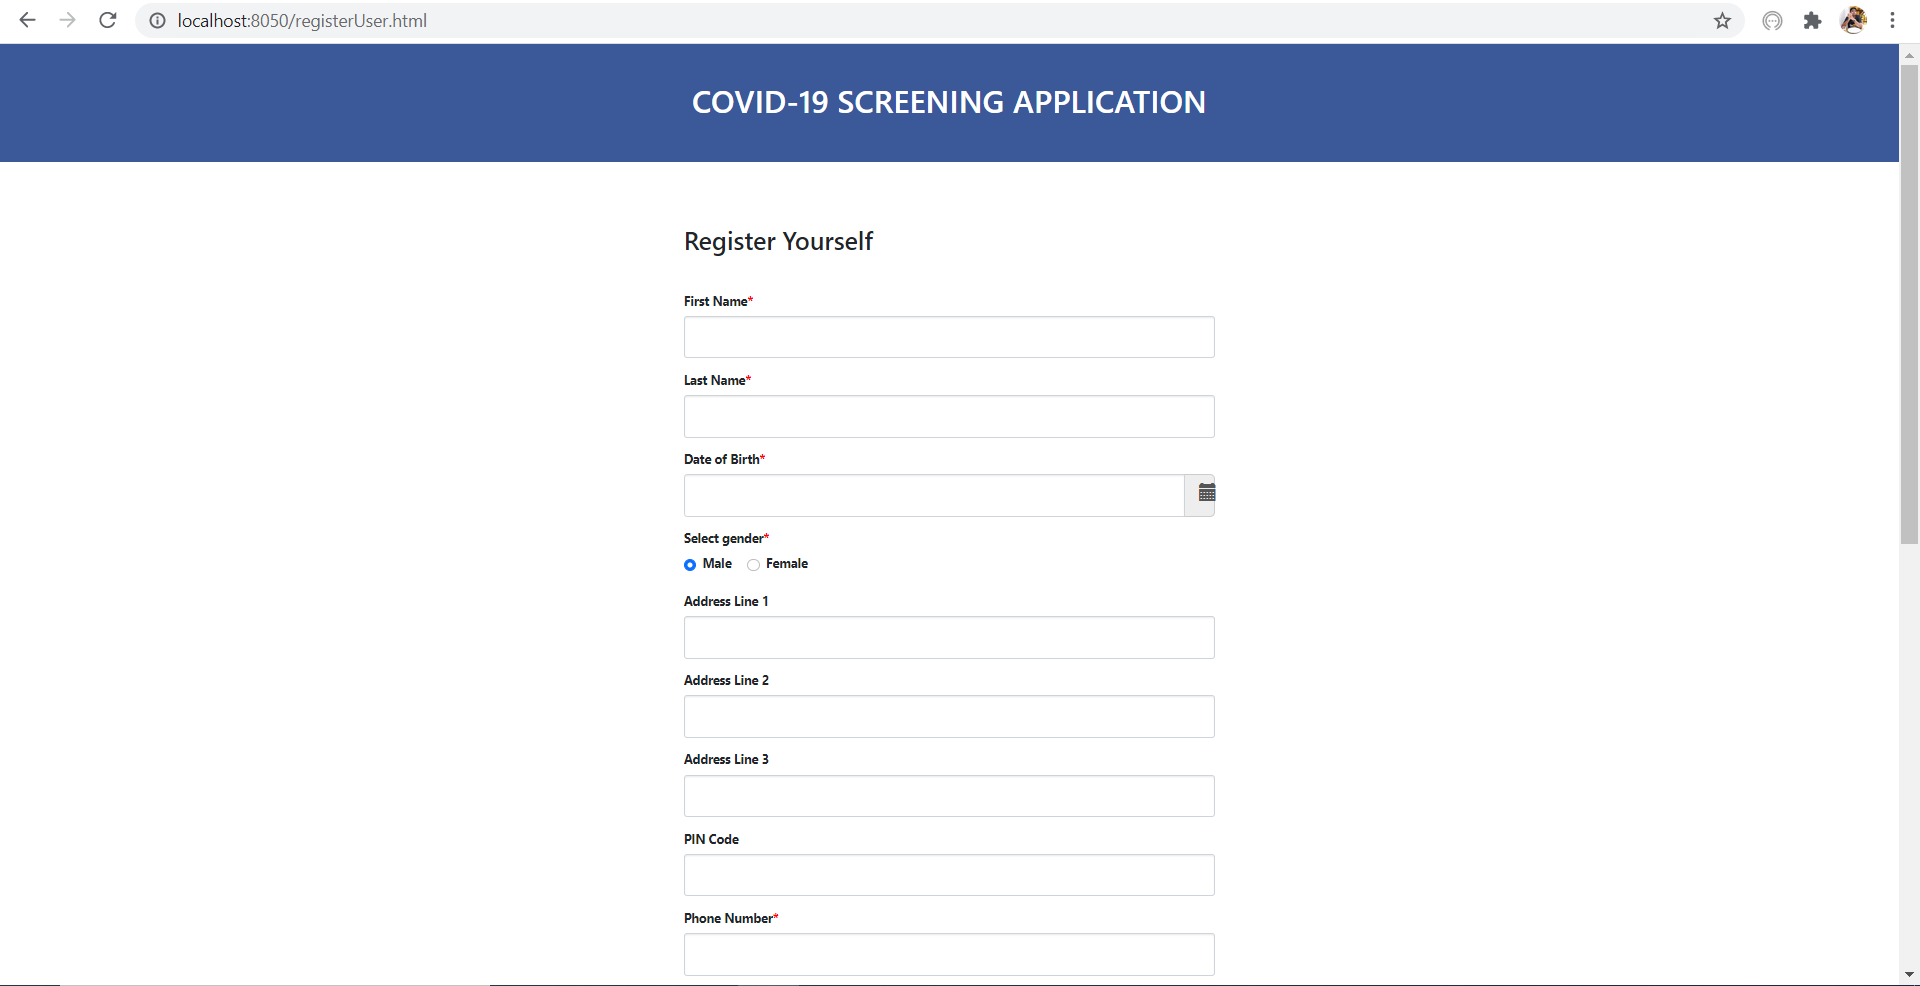 localhost:8050/registerUser.html
COVID-19 SCREENING APPLICATION
Register Yourself
First Name*
Last Name*
Date of Birth*
Select gender*
Male Female
Address Line 1
Address Line 2
Address Line 3
PIN Code
Phone Number*